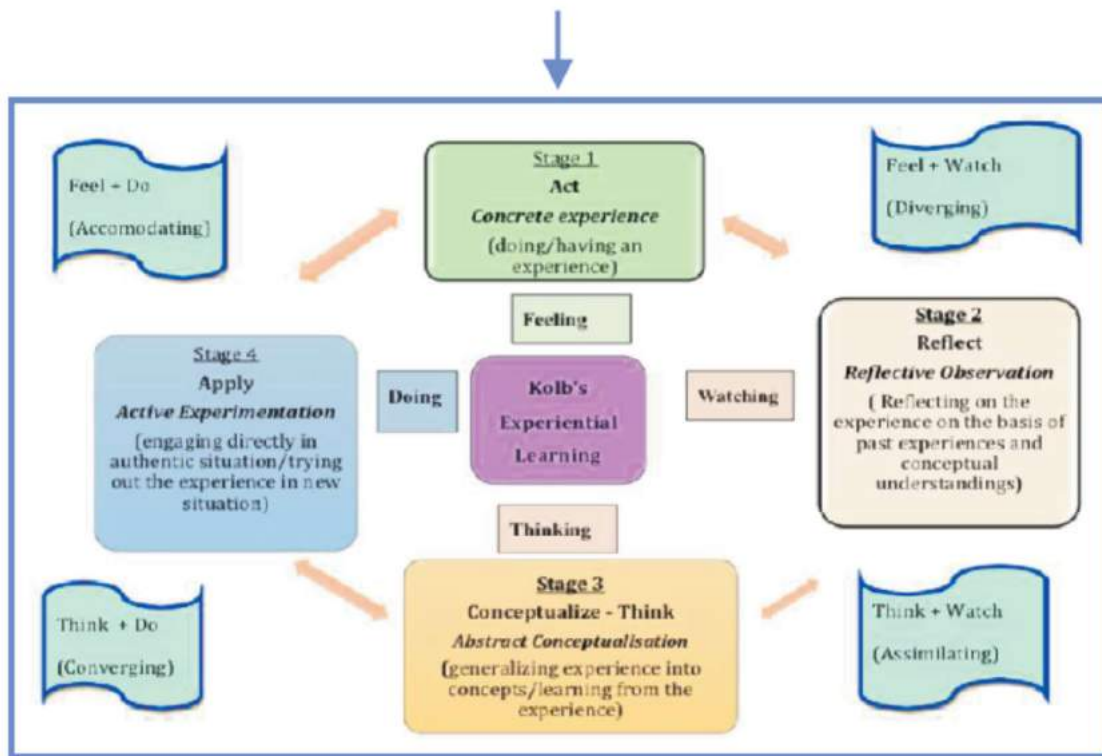 Feel + Do
(Accomodating)
Stage 1
Act
Concrete experience
(doing/having an
experience)
Feel + Watch
(Diverging)
Feeling
Stage 4
Apply
Active Experimentation
(engaging directly in
authentic situation/trying
out the experience in new
situation)
Doing
Kolb's
Experiential
Learning
Watching
Stage 2
Reflect
Reflective Observation
( Reflecting on the
experience on the basis of
past experiences and
conceptual
understandings)
Thinking
Think + Do
(Converging)
Stage 3
Conceptualize - Think
Abstract Conceptualisation
(generalizing experience into
concepts/learning from the
experience)
Think + Watch
(Assimilating)